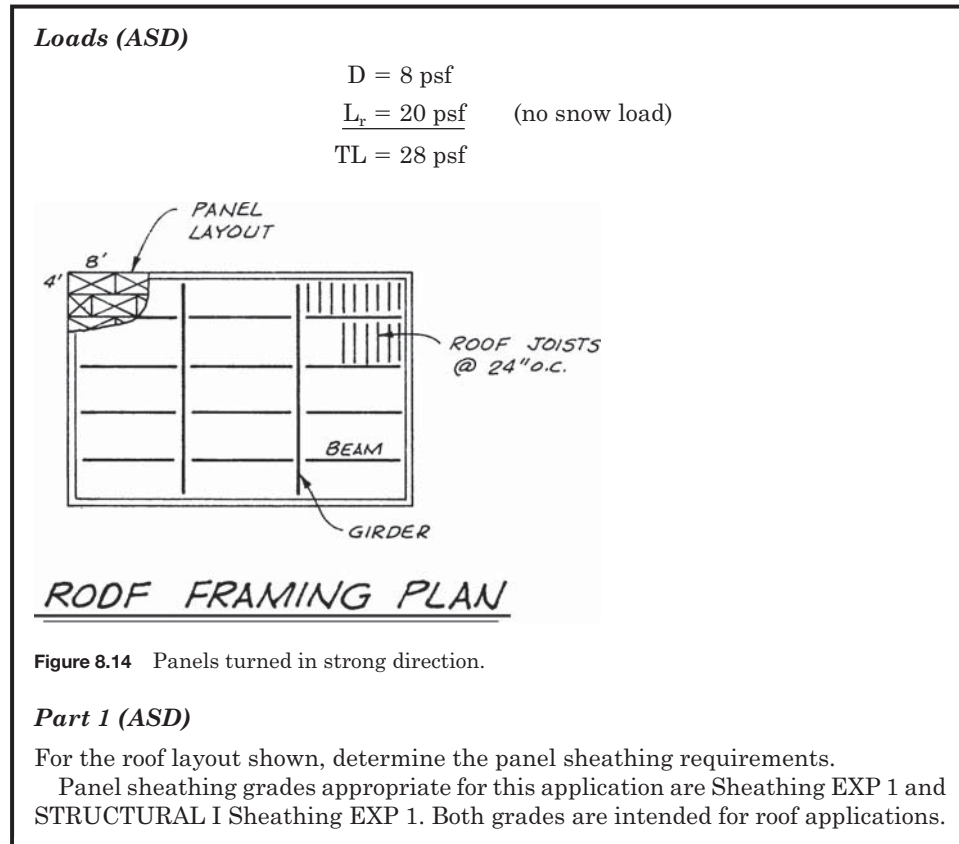 Loads (ASD)
D = 8 psf
Lr = 20 psf (no snow load)
TL = 28 psf
PANEL
LAYOUT
8'
4'
ROOF JOISTS
@ 24" o.c.
BEAM
GIRDER
ROOF FRAMING PLAN
Figure 8.14 Panels turned in strong direction.
Part 1 (ASD)
For the roof layout shown, determine the panel sheathing requirements.
Panel sheathing grades appropriate for this application are Sheathing EXP 1 and
STRUCTURAL I Sheathing EXP 1. Both grades are intended for roof applications.